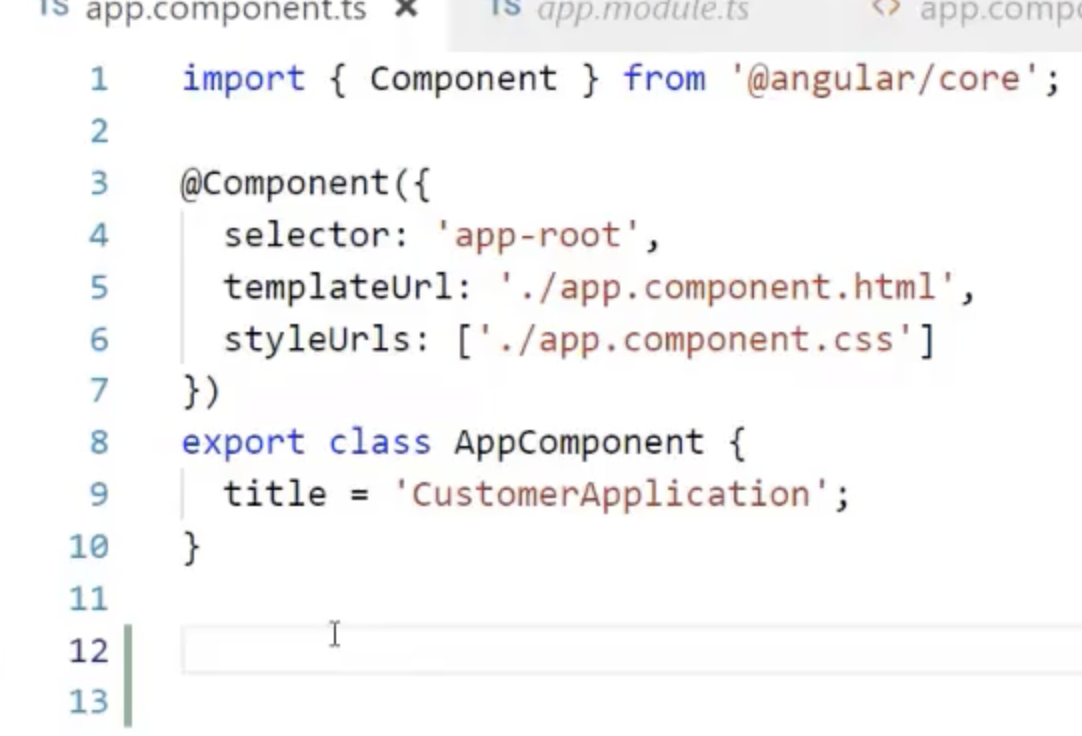 TS app.component.ts × TS app.module.ts <> app.compo
1 import { Component } from '@angular/core';
2
3 @Component({
4 selector: 'app-root',
5 templateUrl: './app.component.html',
6 styleUrls: ['./app.component.css']
7 })
8 export class AppComponent {
9 title = 'CustomerApplication';
10 }
11
12
13